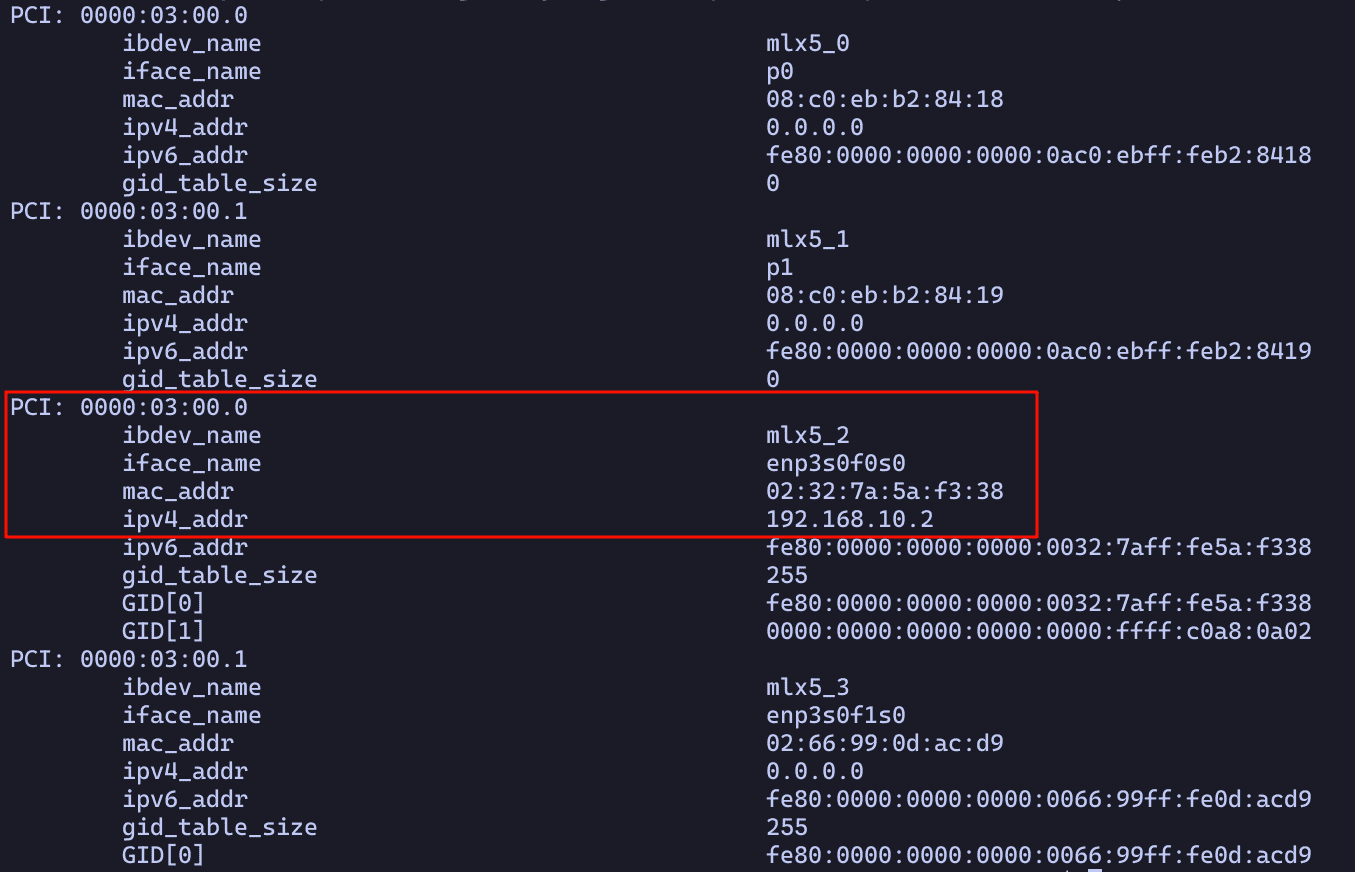 PCI: 0000:03:00.0
ibdev_name mlx5_0
iface_name p0
mac_addr 08:c0:eb:b2:84:18
ipv4_addr 0.0.0.0
ipv6_addr fe80:0000:0000:0000:0ac0:ebff:feb2:8418
gid_table_size 0
PCI: 0000:03:00.1
ibdev_name mlx5_1
iface_name p1
mac_addr 08:c0:eb:b2:84:19
ipv4_addr 0.0.0.0
ipv6_addr fe80:0000:0000:0000:0ac0:ebff:feb2:8419
gid_table_size 0
PCI: 0000:03:00.0
ibdev_name mlx5_2
iface_name enp3s0f0s0
mac_addr 02:32:7a:5a:f3:38
ipv4_addr 192.168.10.2
ipv6_addr fe80:0000:0000:0000:0032:7aff:fe5a:f338
gid_table_size 255
GID[0] fe80:0000:0000:0000:0032:7aff:fe5a:f338
GID[1] 0000:0000:0000:0000:0000:ffff:c0a8:0a02
PCI: 0000:03:00.1
ibdev_name mlx5_3
iface_name enp3s0f1s0
mac_addr 02:66:99:0d:ac:d9
ipv4_addr 0.0.0.0
ipv6_addr fe80:0000:0000:0000:0066:99ff:fe0d:acd9
gid_table_size 255
GID[0] fe80:0000:0000:0000:0066:99ff:fe0d:acd9